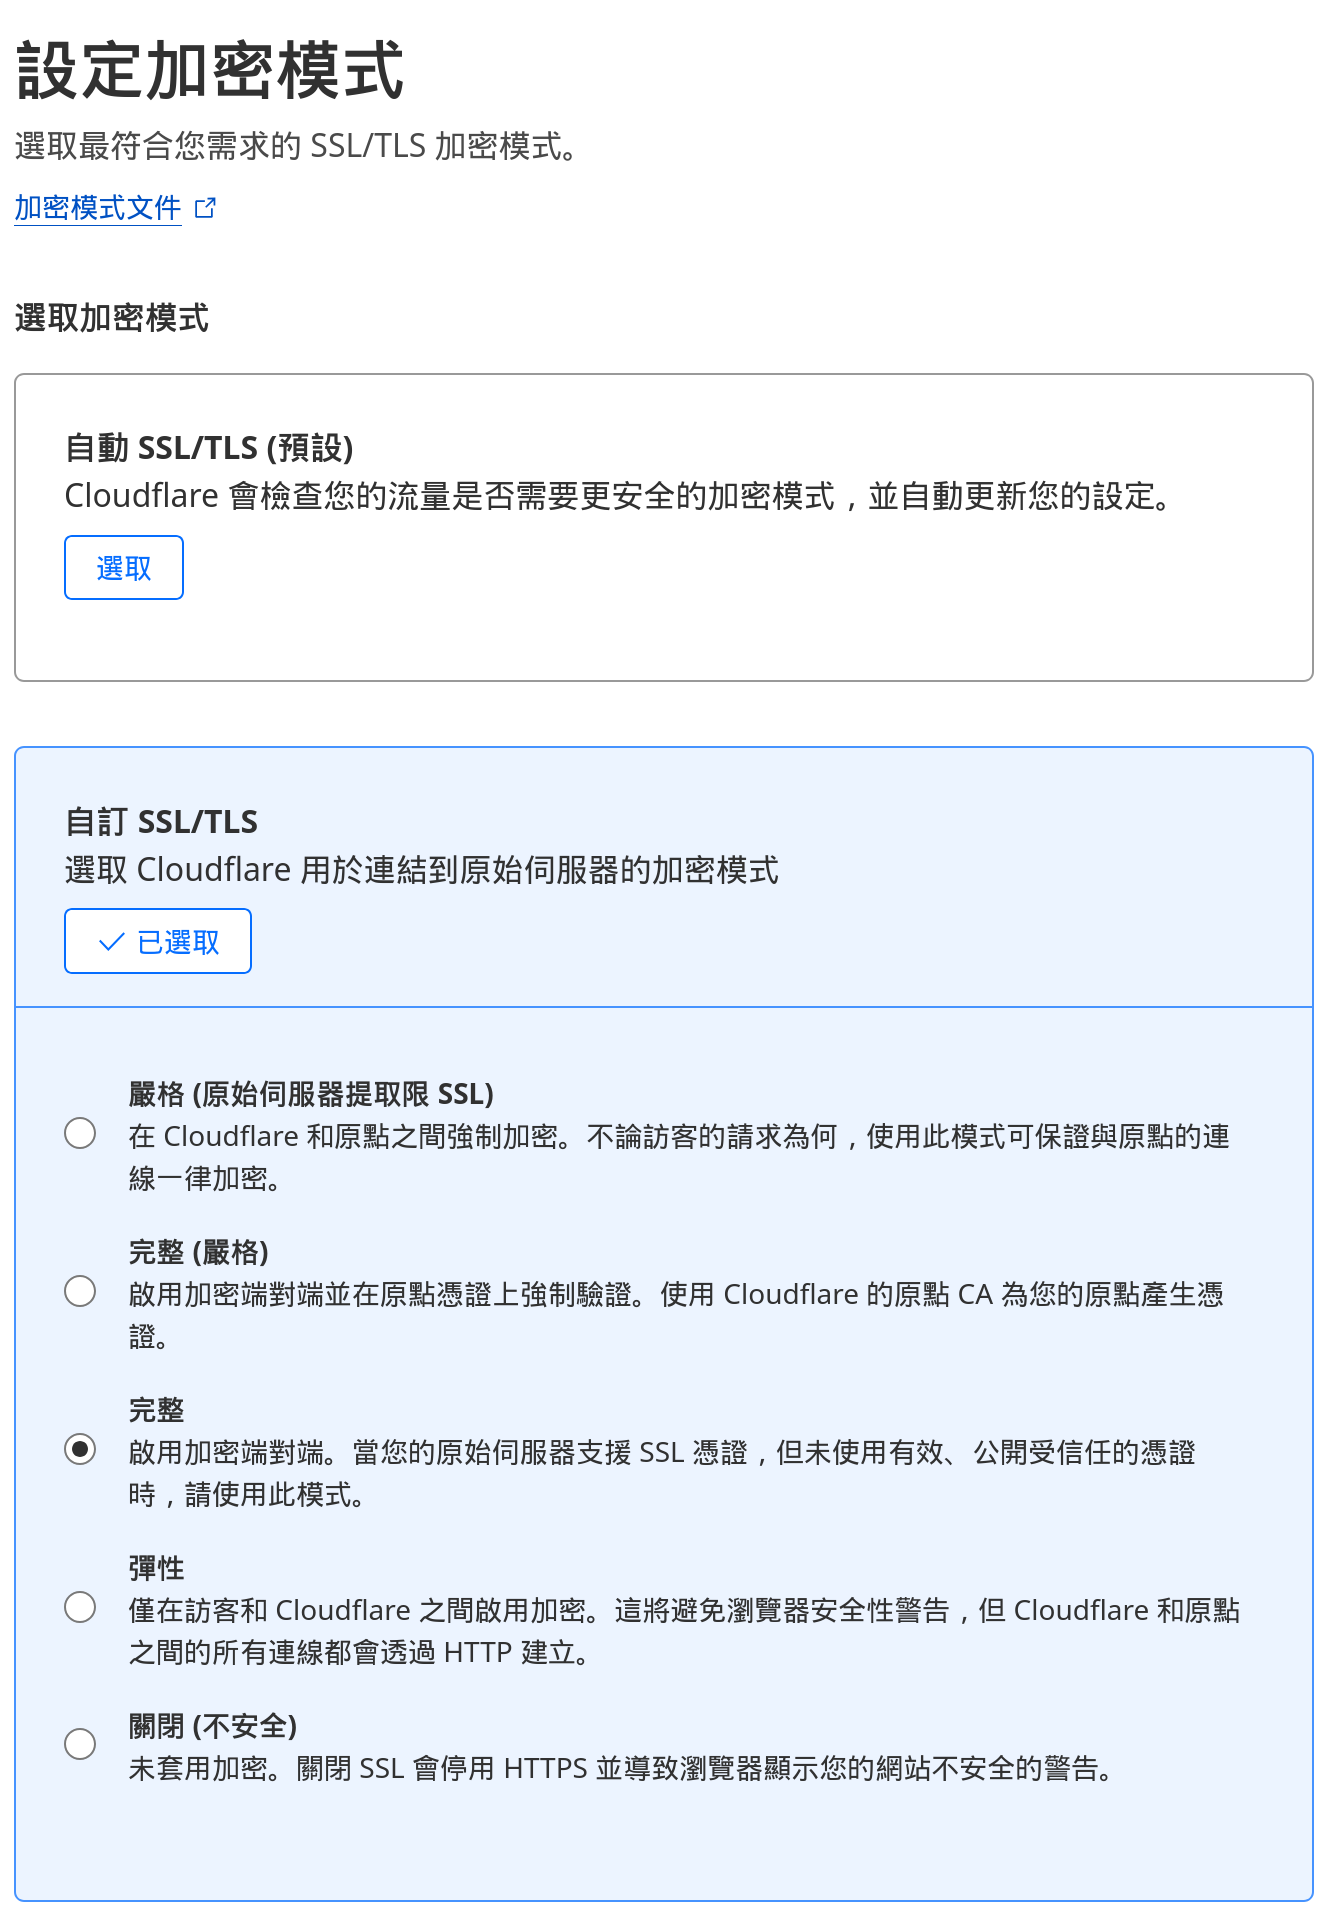 設定加密模式
選取最符合您需求的 SSL/TLS 加密模式。
加密模式文件
選取加密模式
自動 SSL/TLS (預設)
Cloudflare 會檢查您的流量是否需要更安全的加密模式，並自動更新您的設定。
選取
自訂 SSL/TLS
選取 Cloudflare 用於連結到原始伺服器的加密模式
已選取
嚴格 (原始伺服器提取限 SSL)
在 Cloudflare 和原點之間強制加密。不論訪客的請求為何，使用此模式可保證與原點的連
線一律加密。
完整 (嚴格)
啟用加密端對端並在原點憑證上強制驗證。使用 Cloudflare 的原點 CA 為您的原點產生憑
證。
完整
啟用加密端對端。當您的原始伺服器支援 SSL 憑證，但未使用有效、公開受信任的憑證
時，請使用此模式。
彈性
僅在訪客和 Cloudflare 之間啟用加密。這將避免瀏覽器安全性警告，但 Cloudflare 和原點
之間的所有連線都會透過 HTTP 建立。
關閉 (不安全)
未套用加密。關閉 SSL 會停用 HTTPS 並導致瀏覽器顯示您的網站不安全的警告。